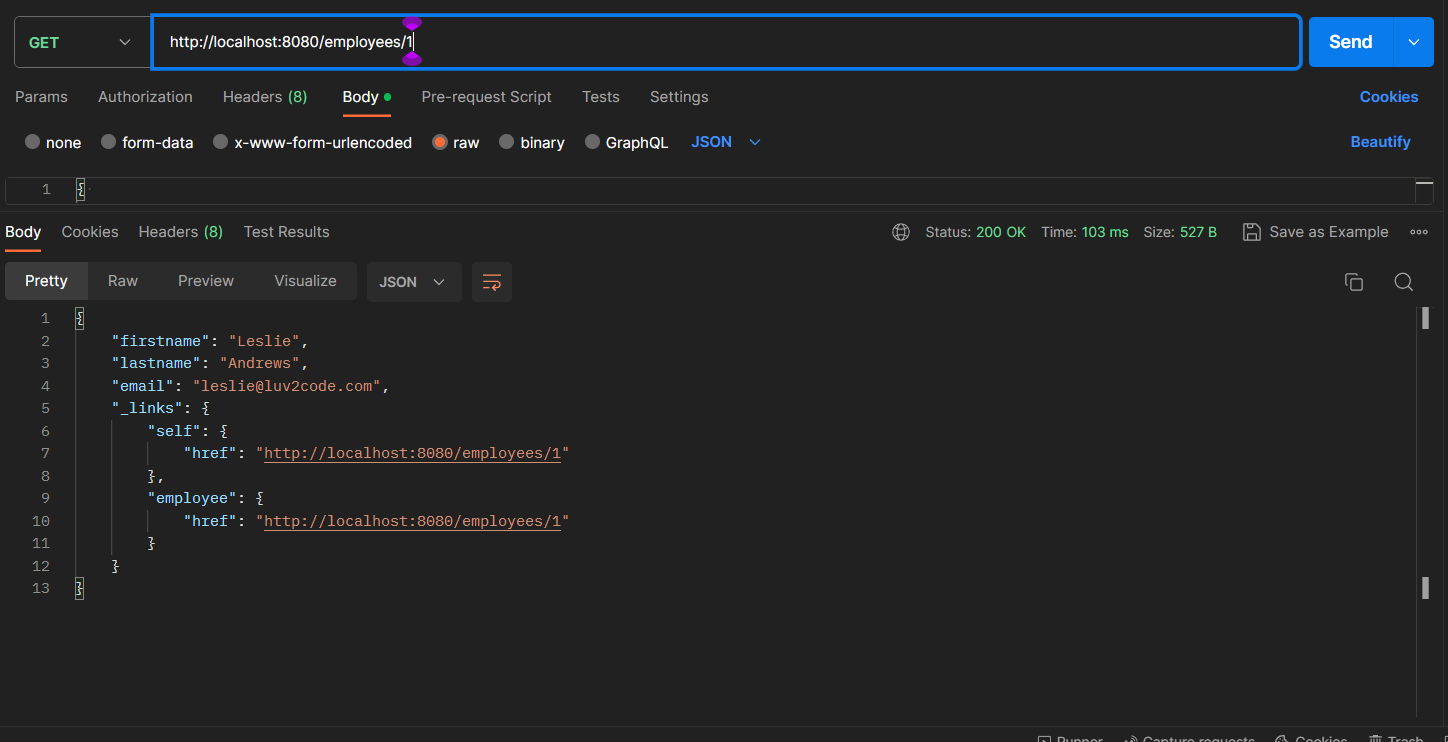 GET http://localhost:8080/employees/1 Send
Params Authorization Headers (8) Body Pre-request Script Tests Settings Cookies
none form-data x-www-form-urlencoded raw binary GraphQL JSON Beautify
1 {
Body Cookies Headers (8) Test Results Status: 200 OK Time: 103 ms Size: 527 B Save as Example
Pretty Raw Preview Visualize JSON
1 {
2 "firstname": "Leslie",
3 "lastname": "Andrews",
4 "email": "leslie@luv2code.com",
5 "_links": {
6 "self": {
7 "href": "http://localhost:8080/employees/1"
8 },
9 "employee": {
10 "href": "http://localhost:8080/employees/1"
11 }
12 }
13 }
Runner Capture requests Cookies Trash